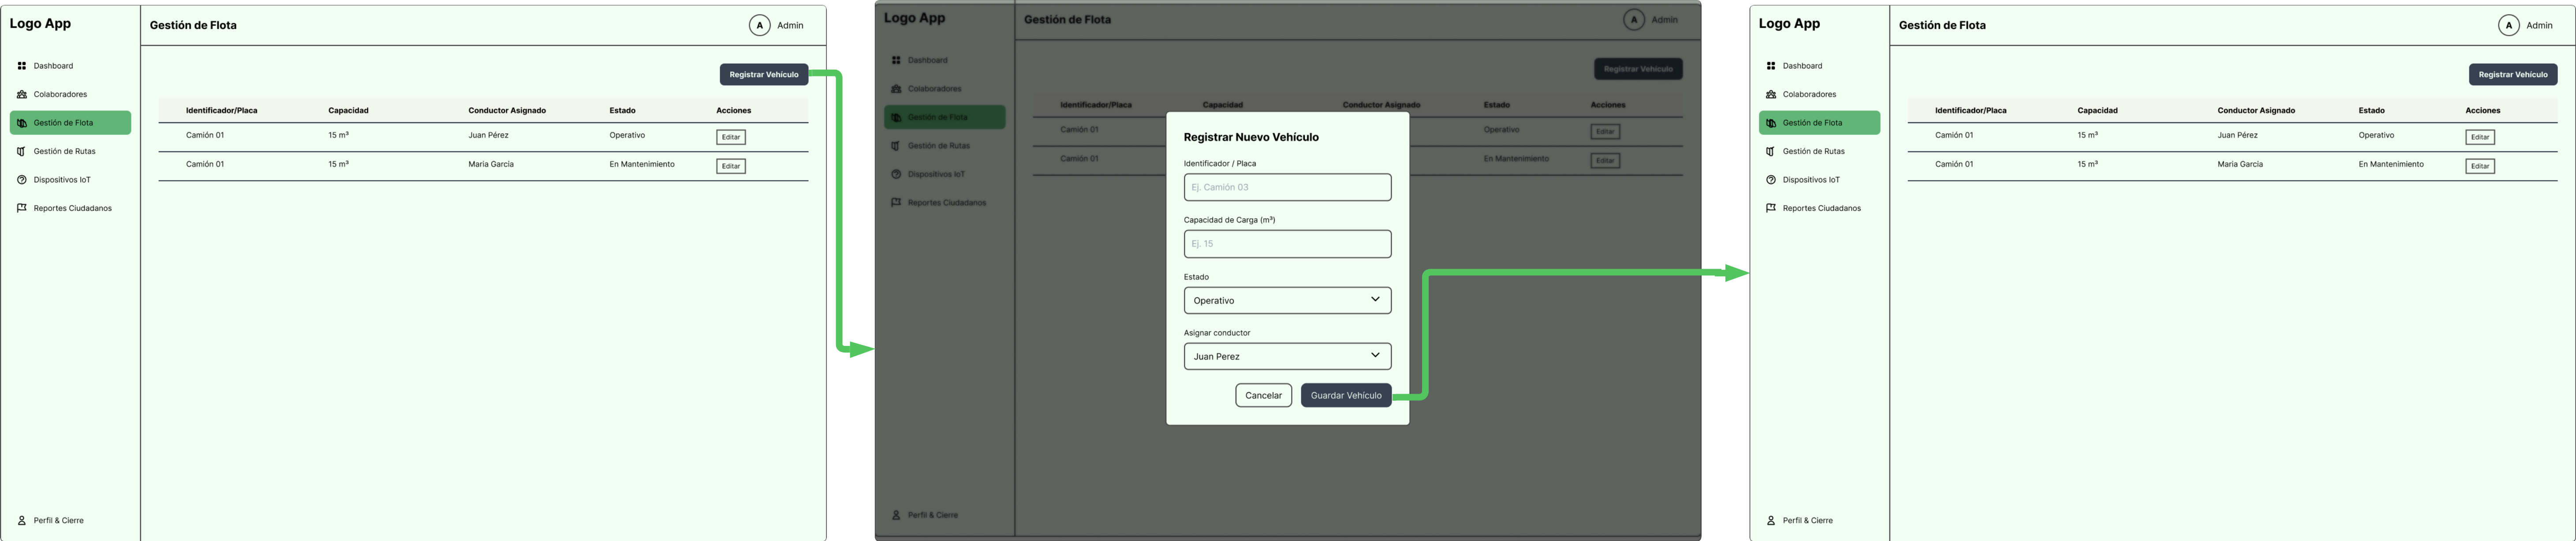 Logo App
Gestión de Flota
A Admin
Dashboard
Colaboradores
Gestión de Flota
Gestión de Rutas
Dispositivos IoT
Reportes Ciudadanos
Perfil & Cierre
Registrar Vehículo
Identificador/Placa Capacidad Conductor Asignado Estado Acciones
Camión 01 15 m³ Juan Pérez Operativo Editar
Camión 01 15 m³ Maria García En Mantenimiento Editar
Logo App
Gestión de Flota
A Admin
Dashboard
Colaboradores
Gestión de Flota
Gestión de Rutas
Dispositivos IoT
Reportes Ciudadanos
Perfil & Cierre
Registrar Vehículo
Identificador/Placa Capacidad Conductor Asignado Estado Acciones
Camión 01 Operativo Editar
Camión 01 En Mantenimiento Editar
Registrar Nuevo Vehículo
Identificador / Placa
Ej. Camión 03
Capacidad de Carga (m³)
Ej. 15
Estado
Operativo
Asignar conductor
Juan Perez
Cancelar Guardar Vehículo
Logo App
Gestión de Flota
A Admin
Dashboard
Colaboradores
Gestión de Flota
Gestión de Rutas
Dispositivos IoT
Reportes Ciudadanos
Perfil & Cierre
Registrar Vehículo
Identificador/Placa Capacidad Conductor Asignado Estado Acciones
Camión 01 15 m³ Juan Pérez Operativo Editar
Camión 01 15 m³ Maria García En Mantenimiento Editar